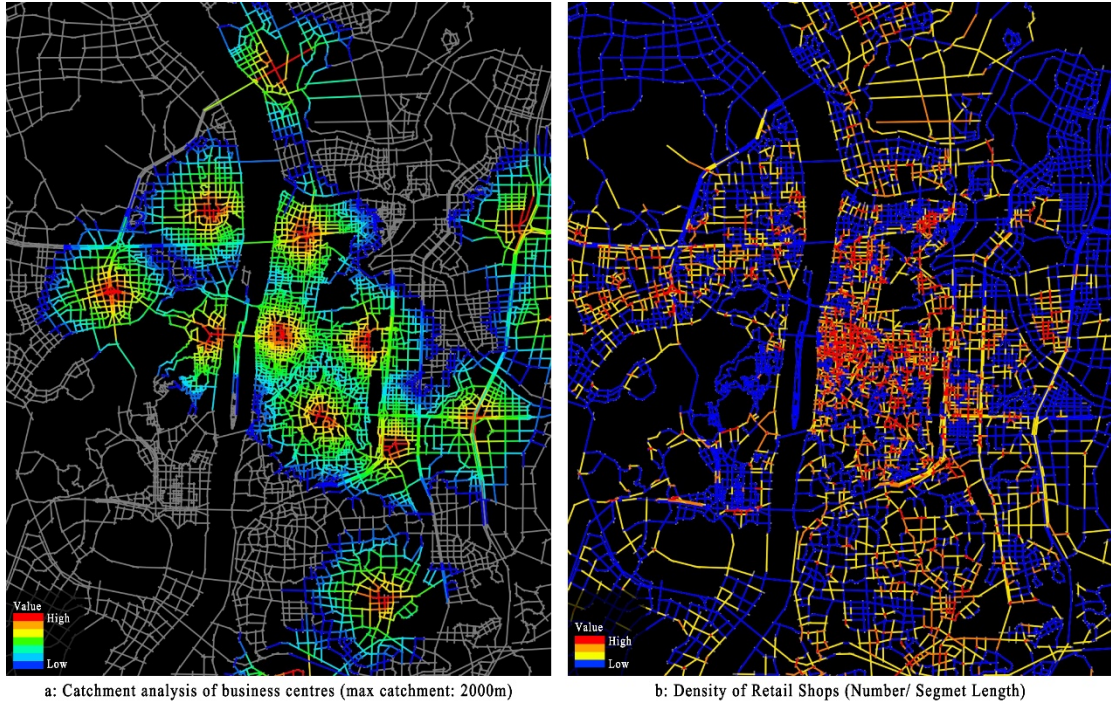 Value
High
Low
Value
High
Low
a: Catchment analysis of business centres (max catchment: 2000m)
b: Density of Retail Shops (Number/ Segmet Length)